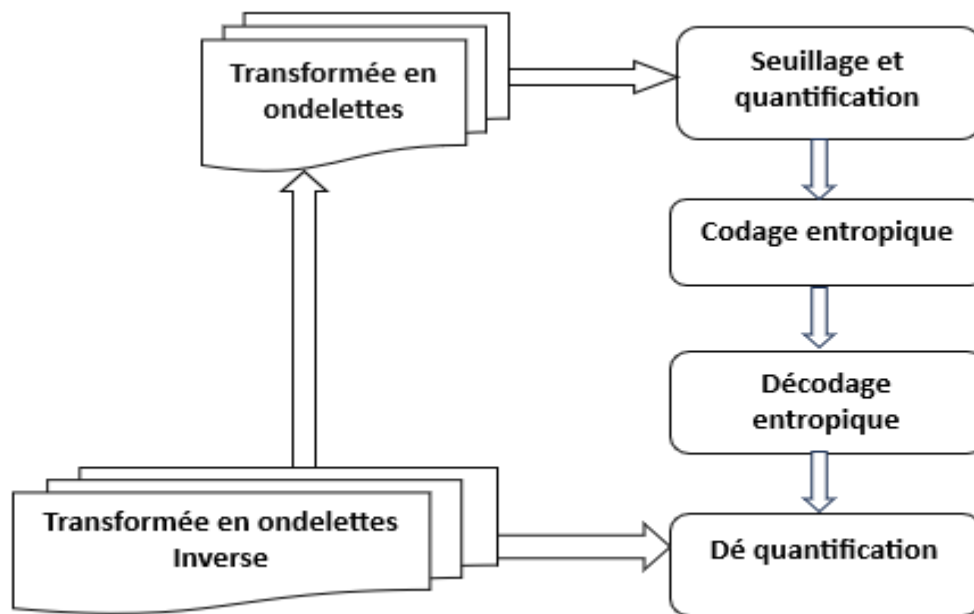 Transformée en
ondelettes
Seuillage et
quantification
Codage entropique
Décodage
entropique
Transformée en ondelettes
Inverse
Dé quantification